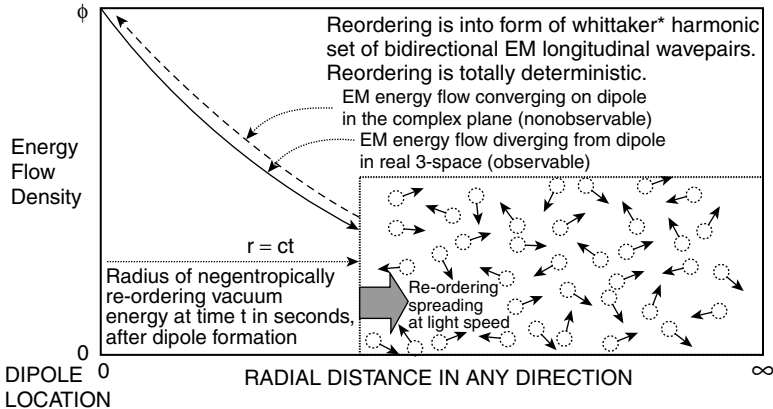 ϕ
Reordering is into form of whittaker* harmonic
set of bidirectional EM longitudinal wavepairs.
Reordering is totally deterministic.
EM energy flow converging on dipole
in the complex plane (nonobservable)
EM energy flow diverging from dipole
in real 3-space (observable)
Energy
Flow
Density
r = ct
Radius of negentropically
re-ordering vacuum
energy at time t in seconds,
after dipole formation
Re-ordering
spreading
at light speed
0
DIPOLE
LOCATION
0
RADIAL DISTANCE IN ANY DIRECTION
∞